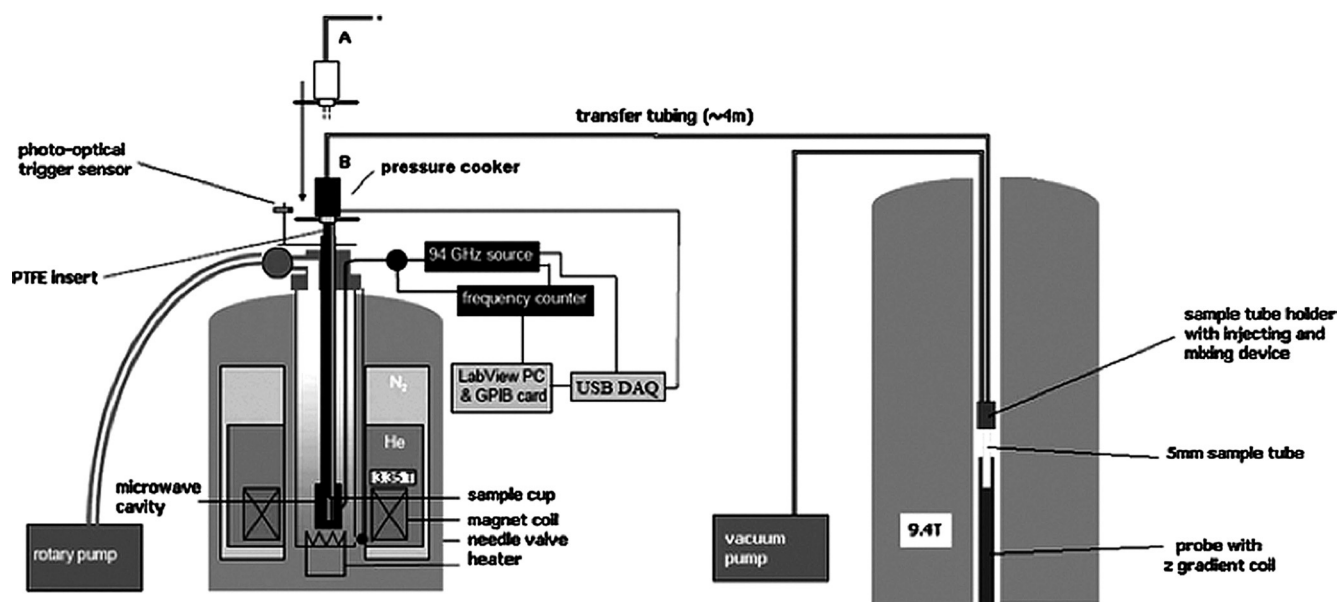 A
transfer tubing (~4m)
photo-optical
trigger sensor
B
pressure cooker
PTFE insert
94 GHz source
frequency counter
LabView PC
& GPIB card
USB DAQ
N2
He
3.35 T
microwave
cavity
sample cup
magnet coil
needle valve
heater
rotary pump
vacuum
pump
9.4T
sample tube holder
with injecting and
mixing device
5mm sample tube
probe with
z gradient coil